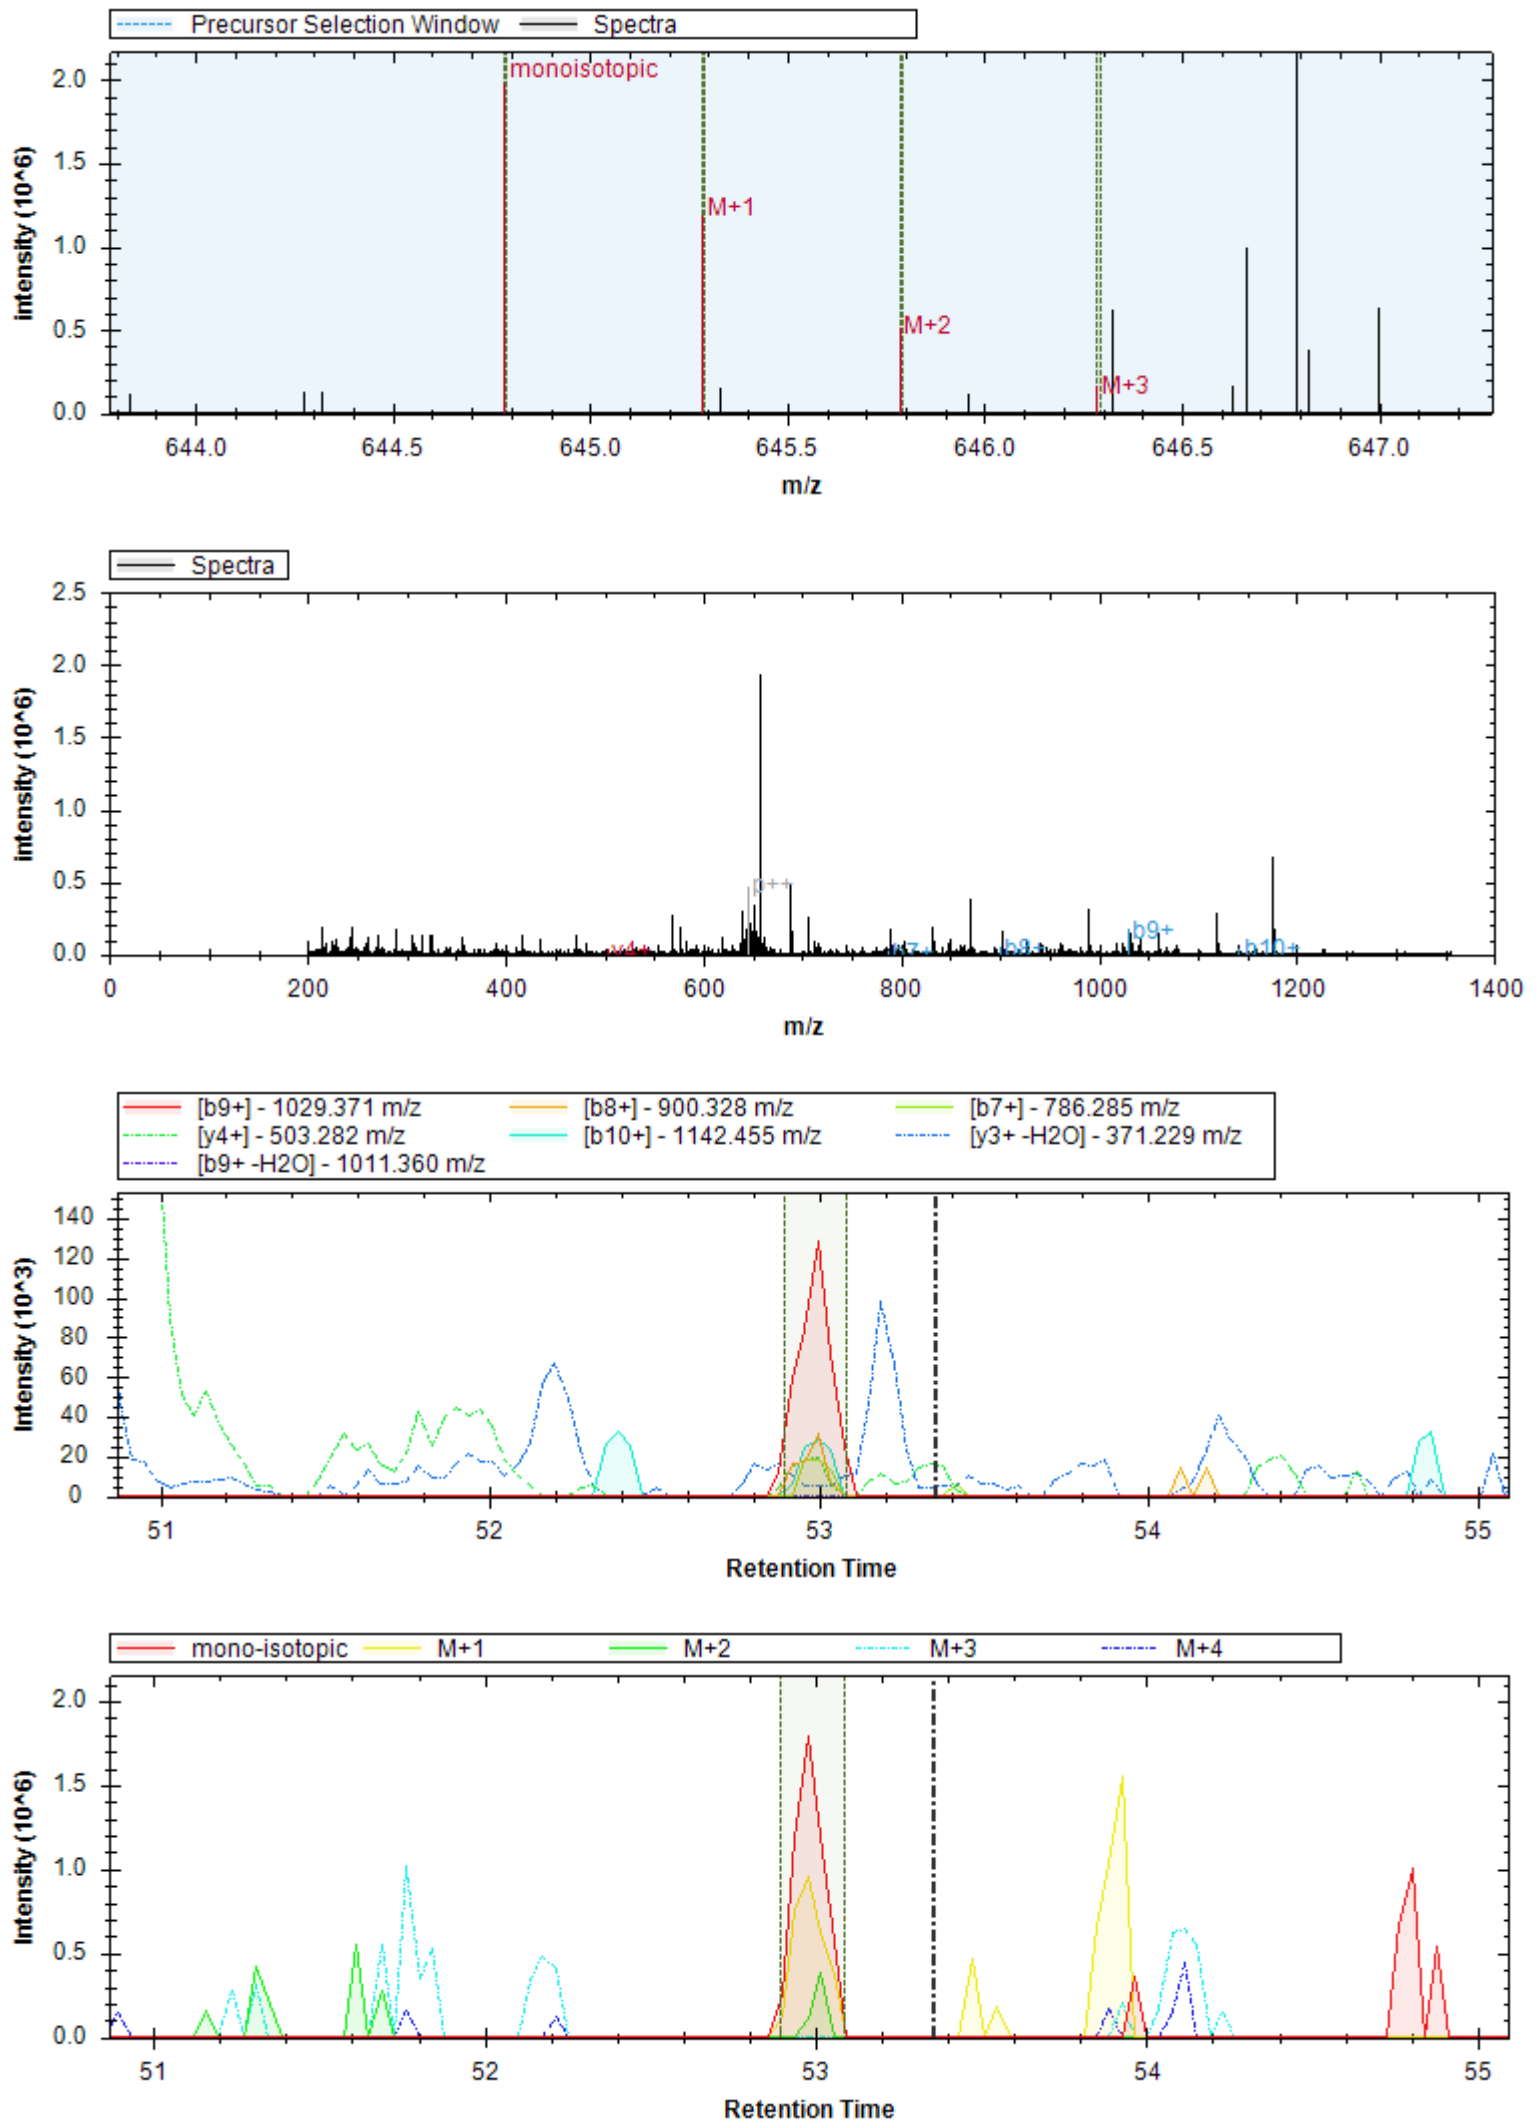 Precursor Selection Window Spectra
intensity (10^6)
2.0
1.5
1.0
0.5
0.0
monoisotopic
M+1
M+2
M+3
644.0 644.5 645.0 645.5 646.0 646.5 647.0
m/z
Spectra
intensity (10^6)
2.5
2.0
1.5
1.0
0.5
0.0
p++
y4+ b7+ b8+ b9+ b10+
0 200 400 600 800 1000 1200 1400
m/z
[b9+] - 1029.371 m/z [b8+] - 900.328 m/z [b7+] - 786.285 m/z
[y4+] - 503.282 m/z [b10+] - 1142.455 m/z [y3+ -H2O] - 371.229 m/z
[b9+ -H2O] - 1011.360 m/z
Intensity (10^3)
140
120
100
80
60
40
20
0
51 52 53 54 55
Retention Time
mono-isotopic M+1 M+2 M+3 M+4
Intensity (10^6)
2.0
1.5
1.0
0.5
0.0
51 52 53 54 55
Retention Time